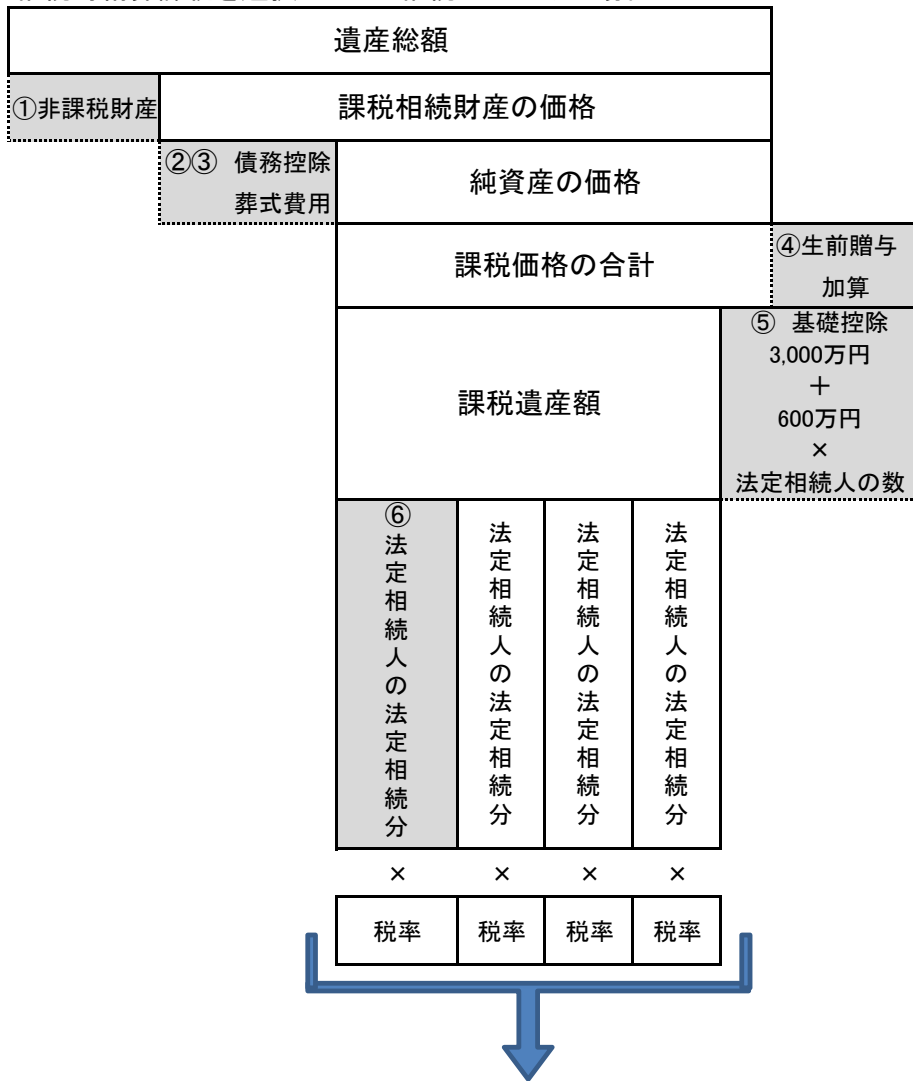 遺産総額
①非課税財産
課税相続財産の価格
②③ 債務控除
葬式費用
純資産の価格
課税価格の合計
④生前贈与
加算
課税遺産額
⑤ 基礎控除
3,000万円
＋
600万円
×
法定相続人の数
⑥
法定相続人の法定相続分
法定相続人の法定相続分
法定相続人の法定相続分
法定相続人の法定相続分
× × × ×
税率 税率 税率 税率